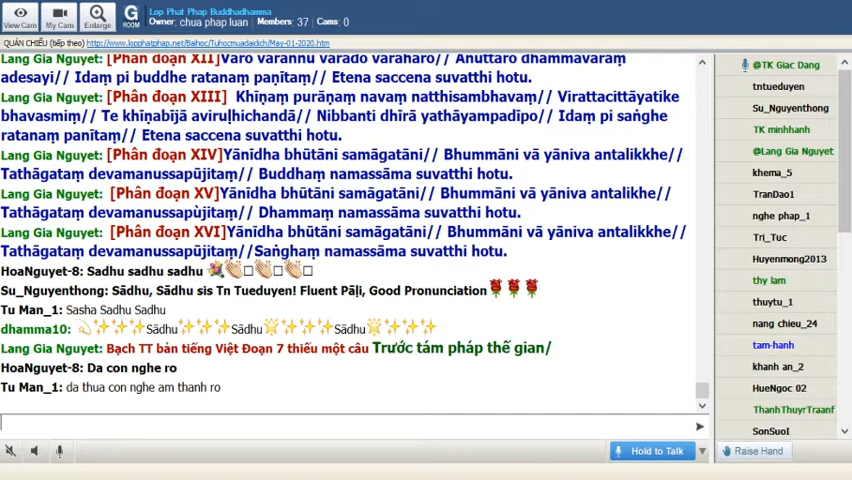 Lop Phat Phap Buddhadhamma
Owner: chua phap luan Members: 37 Cams: 0
View Cam
My Cam
Enlarge
G
ROOM
QUÁN CHIẾU (tiếp theo) http://www.lopphatphap.net/Baihoc/Tuhocmuadaidich/May-01-2020.htm
Lang Gia Nguyet: [Phân đoạn XII]Varo varaññū varado varāharo// Anuttaro dhammavaraṃ
adesayi// Idaṃ pi buddhe ratanaṃ paṇītaṃ// Etena saccena suvatthi hotu.
Lang Gia Nguyet: [Phân đoạn XIII] Khīṇaṃ purāṇaṃ navaṃ natthisambhavaṃ// Virattacittāyatike
bhavasmiṃ// Te khīṇabījā aviruḷhichandā// Nibbanti dhīrā yathāyampadīpo// Idaṃ pi saṅghe
ratanaṃ paṇītaṃ// Etena saccena suvatthi hotu.
Lang Gia Nguyet: [Phân đoạn XIV]Yānīdha bhūtāni samāgatāni// Bhummāni vā yāniva antalikkhe//
Tathāgataṃ devamanussapūjitaṃ// Buddhaṃ namassāma suvatthi hotu.
Lang Gia Nguyet: [Phân đoạn XV]Yānīdha bhūtāni samāgatāni// Bhummāni vā yāniva antalikkhe//
Tathāgataṃ devamanussapùjitaṃ// Dhammaṃ namassāma suvatthi hotu.
Lang Gia Nguyet: [Phân đoạn XVI]Yānīdha bhūtāni samāgatāni// Bhummāni vā yāniva antalikkhe//
Tathāgataṃ devamanussapūjitaṃ//Saṅghaṃ namassāma suvatthi hotu.
HoaNguyet-8: Sadhu sadhu sadhu
Su_Nguyenthong: Sādhu, Sādhu sis Tn Tueduyen! Fluent Pāḷi, Good Pronunciation
Tu Man_1: Sasha Sadhu Sadhu
dhamma10: Sādhu Sādhu Sādhu
Lang Gia Nguyet: Bạch TT bản tiếng Việt Đoạn 7 thiếu một câu Trước tám pháp thế gian/
HoaNguyet-8: Da con nghe ro
Tu Man_1: da thua con nghe am thanh ro
Hold to Talk
Raise Hand
@TK Giac Dang
tntueduyen
Su_Nguyenthong
TK minhhanh
@Lang Gia Nguyet
khema_5
TranDao1
nghe phap_1
Tri_Tuc
Huyenmong2013
thy lam
thuytu_1
nang chieu_24
tam-hanh
khanh an_2
HueNgoc 02
ThanhThuyrTraanf
SonSuoI